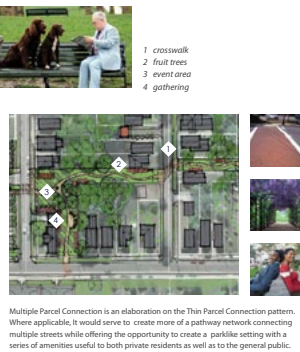 1 crosswalk
2 fruit trees
3 event area
4 gathering
1
2
3
4
Multiple Parcel Connection is an elaboration on the Thin Parcel Connection pattern.
Where applicable, It would serve to create more of a pathway network connecting
multiple streets while offering the opportunity to create a parklike setting with a
series of amenities useful to both private residents as well as to the general public.